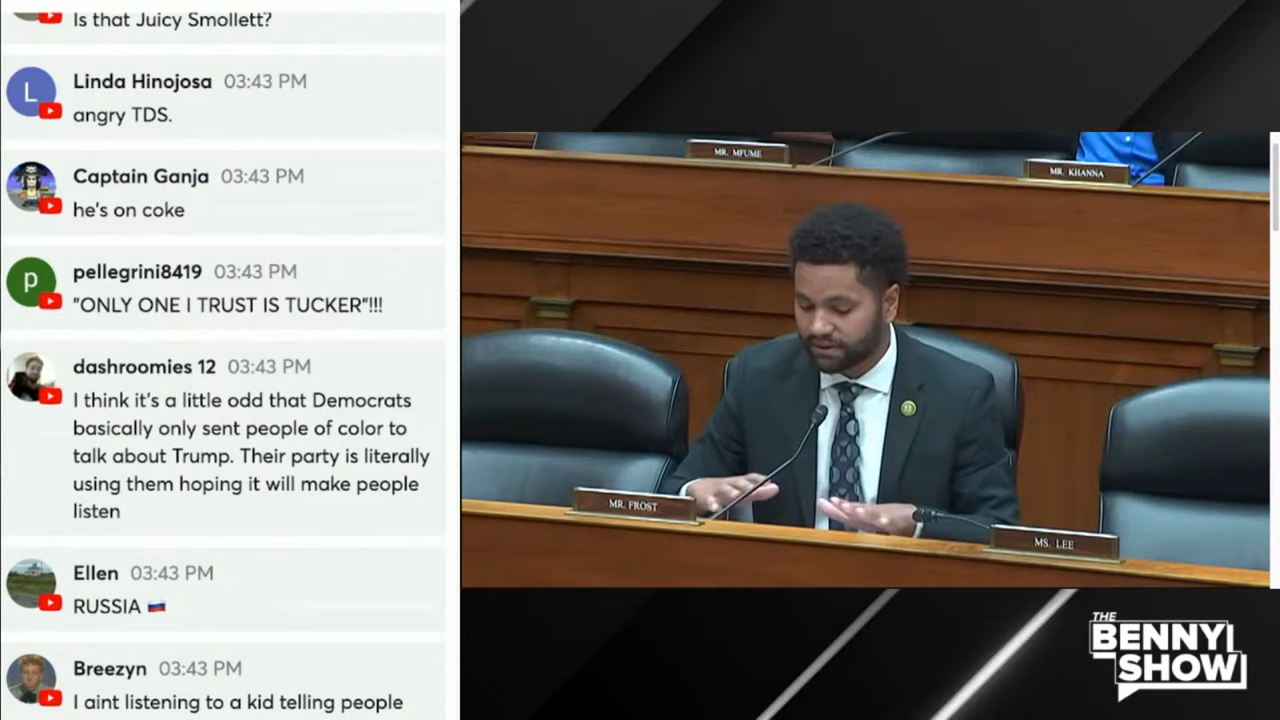 Is that Juicy Smollett?
L
Linda Hinojosa 03:43 PM
angry TDS.
Captain Ganja 03:43 PM
he's on coke
p
pellegrini8419 03:43 PM
"ONLY ONE I TRUST IS TUCKER"!!!
dashroomies 12 03:43 PM
I think it's a little odd that Democrats
basically only sent people of color to
talk about Trump. Their party is literally
using them hoping it will make people
listen
Ellen 03:43 PM
RUSSIA 🇷🇺
Breezyn 03:43 PM
I aint listening to a kid telling people
MR. MFUME
MR. KHANNA
MR. FROST
MS. LEE
THE
BENNY
SHOW